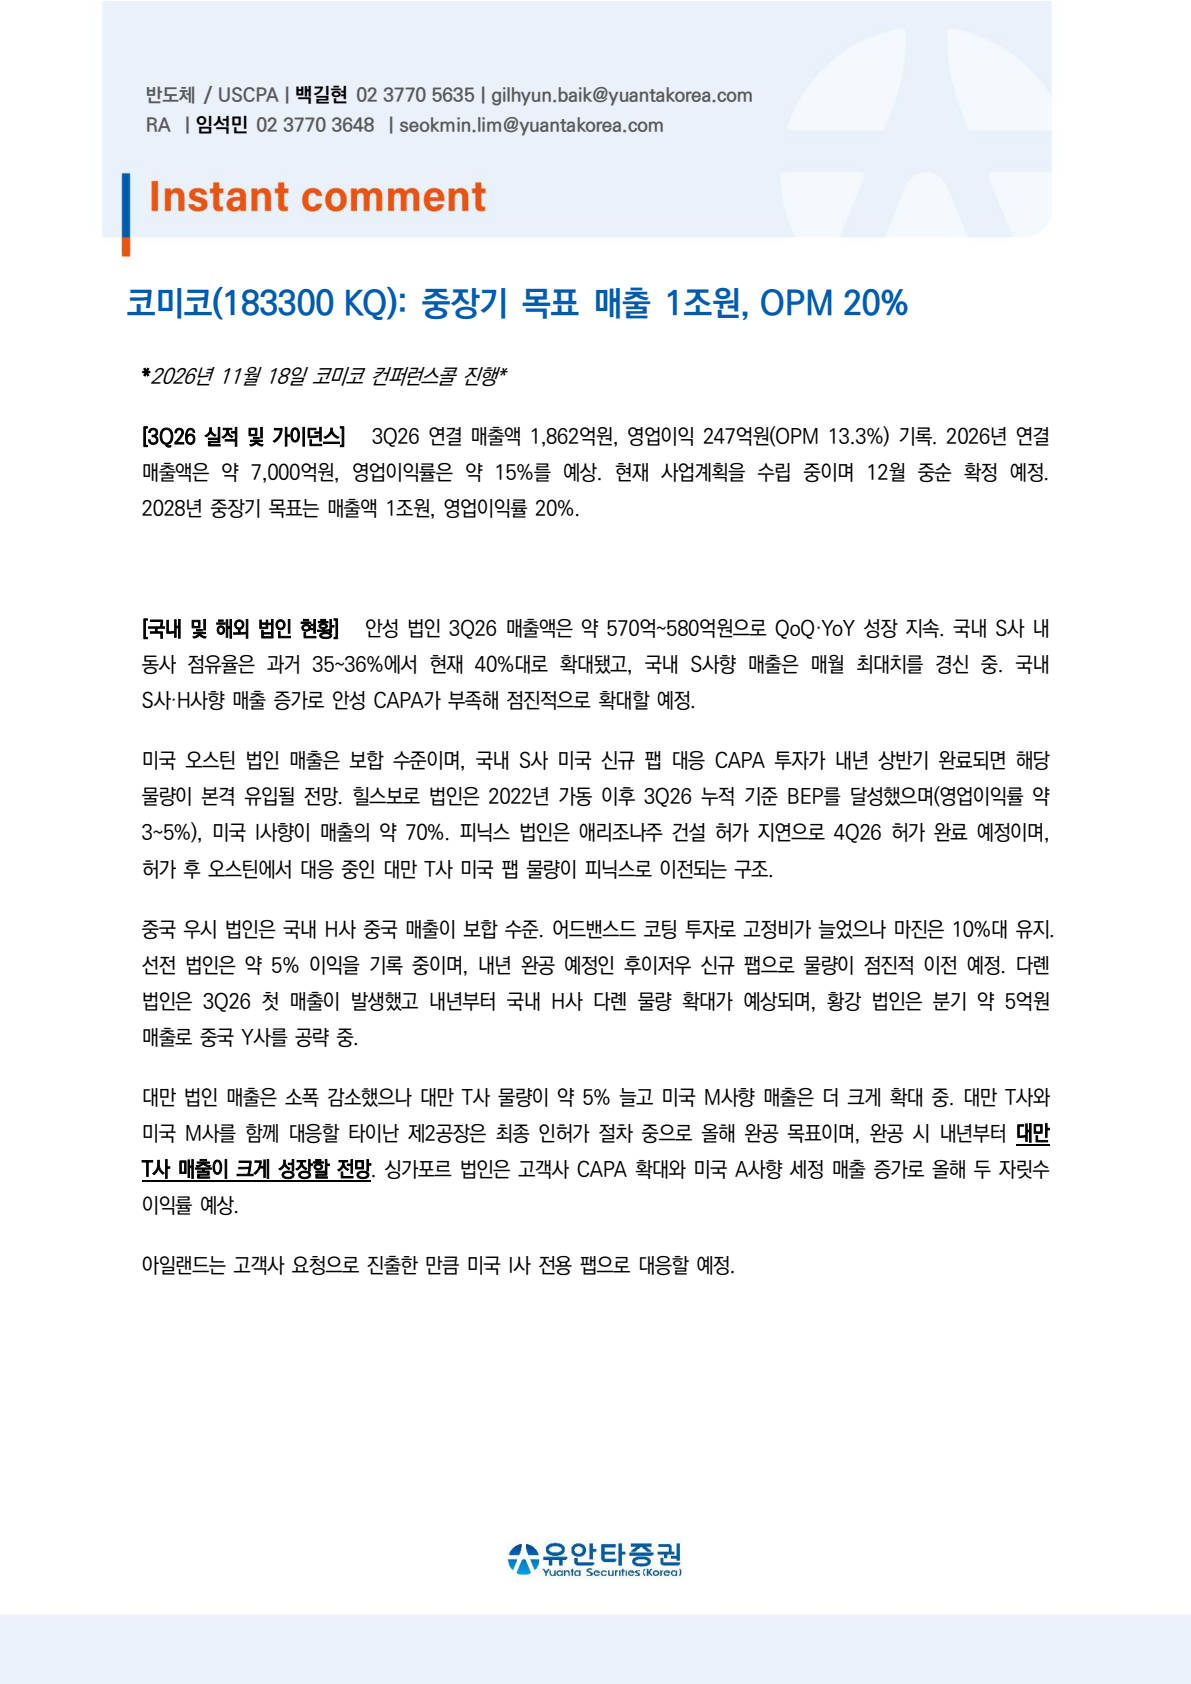 반도체 / USCPA | 백길현 02 3770 5635 | gilhyun.baik@yuantakorea.com
RA | 임석민 02 3770 3648 | seokmin.lim@yuantakorea.com
Instant comment
코미코(183300 KQ): 중장기 목표 매출 1조원, OPM 20%
*2026년 11월 18일 코미코 컨퍼런스콜 진행*
[3Q26 실적 및 가이던스] 3Q26 연결 매출액 1,862억원, 영업이익 247억원(OPM 13.3%) 기록. 2026년 연결
매출액은 약 7,000억원, 영업이익률은 약 15%를 예상. 현재 사업계획을 수립 중이며 12월 중순 확정 예정.
2028년 중장기 목표는 매출액 1조원, 영업이익률 20%.
[국내 및 해외 법인 현황] 안성 법인 3Q26 매출액은 약 570억~580억원으로 QoQ·YoY 성장 지속. 국내 S사 내
동사 점유율은 과거 35~36%에서 현재 40%대로 확대됐고, 국내 S사향 매출은 매월 최대치를 경신 중. 국내
S사·H사향 매출 증가로 안성 CAPA가 부족해 점진적으로 확대할 예정.
미국 오스틴 법인 매출은 보합 수준이며, 국내 S사 미국 신규 팹 대응 CAPA 투자가 내년 상반기 완료되면 해당
물량이 본격 유입될 전망. 힐스보로 법인은 2022년 가동 이후 3Q26 누적 기준 BEP를 달성했으며(영업이익률 약
3~5%), 미국 I사향이 매출의 약 70%. 피닉스 법인은 애리조나주 건설 허가 지연으로 4Q26 허가 완료 예정이며,
허가 후 오스틴에서 대응 중인 대만 T사 미국 팹 물량이 피닉스로 이전되는 구조.
중국 우시 법인은 국내 H사 중국 매출이 보합 수준. 어드밴스드 코팅 투자로 고정비가 늘었으나 마진은 10%대 유지.
선전 법인은 약 5% 이익을 기록 중이며, 내년 완공 예정인 후이저우 신규 팹으로 물량이 점진적 이전 예정. 다롄
법인은 3Q26 첫 매출이 발생했고 내년부터 국내 H사 다롄 물량 확대가 예상되며, 황강 법인은 분기 약 5억원
매출로 중국 Y사를 공략 중.
대만 법인 매출은 소폭 감소했으나 대만 T사 물량이 약 5% 늘고 미국 M사향 매출은 더 크게 확대 중. 대만 T사와
미국 M사를 함께 대응할 타이난 제2공장은 최종 인허가 절차 중으로 올해 완공 목표이며, 완공 시 내년부터 대만
T사 매출이 크게 성장할 전망. 싱가포르 법인은 고객사 CAPA 확대와 미국 A사향 세정 매출 증가로 올해 두 자릿수
이익률 예상.
아일랜드는 고객사 요청으로 진출한 만큼 미국 I사 전용 팹으로 대응할 예정.
유안타증권
Yuanta Securities (Korea)